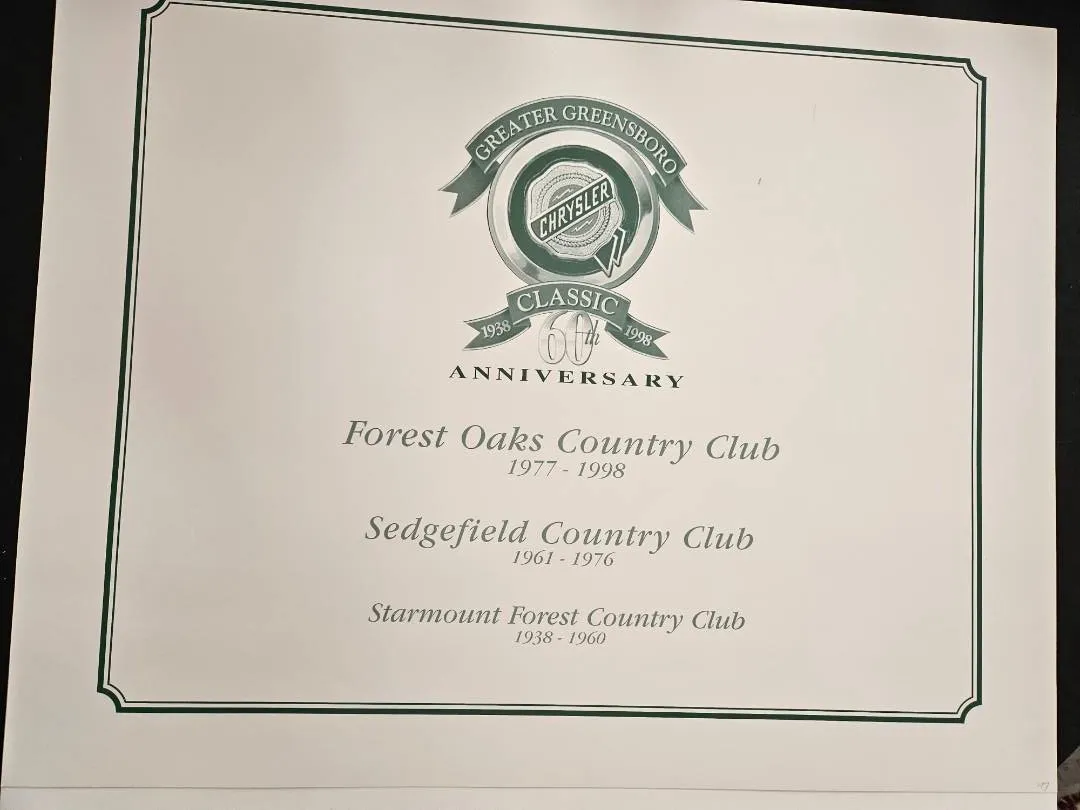 GREATER GREENSBORO
CHRYSLER
CLASSIC
1938 60th 1998
ANNIVERSARY
Forest Oaks Country Club
1977 - 1998
Sedgefield Country Club
1961 - 1976
Starmount Forest Country Club
1938 - 1960